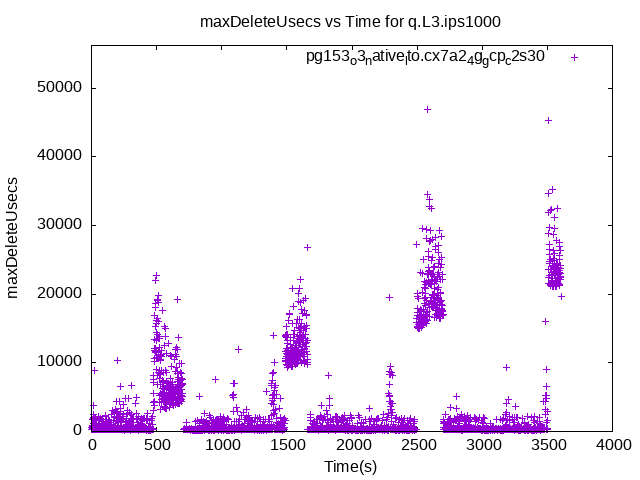 maxDeleteUsecs vs Time for q.L3.ips1000
pg153_o3_native_lto.cx7a2_4g_gcp_c2s30
50000
40000
30000
20000
10000
0
maxDeleteUsecs
0 500 1000 1500 2000 2500 3000 3500 4000
Time(s)